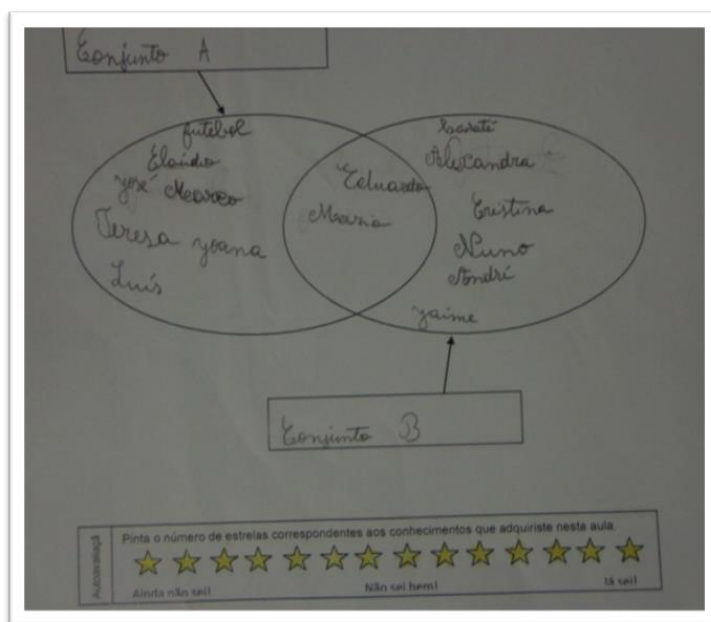 Conjunto A
futebol
Cláudio
José Marco
Teresa Joana
Luís
Eduardo
Maria
karaté
Alexandra
Cristina
Nuno
André
Jaime
Conjunto B
Autoavaliaçã
Pinta o número de estrelas correspondentes aos conhecimentos que adquiriste nesta aula
Ainda não sei! Não sei bem! Já sei!